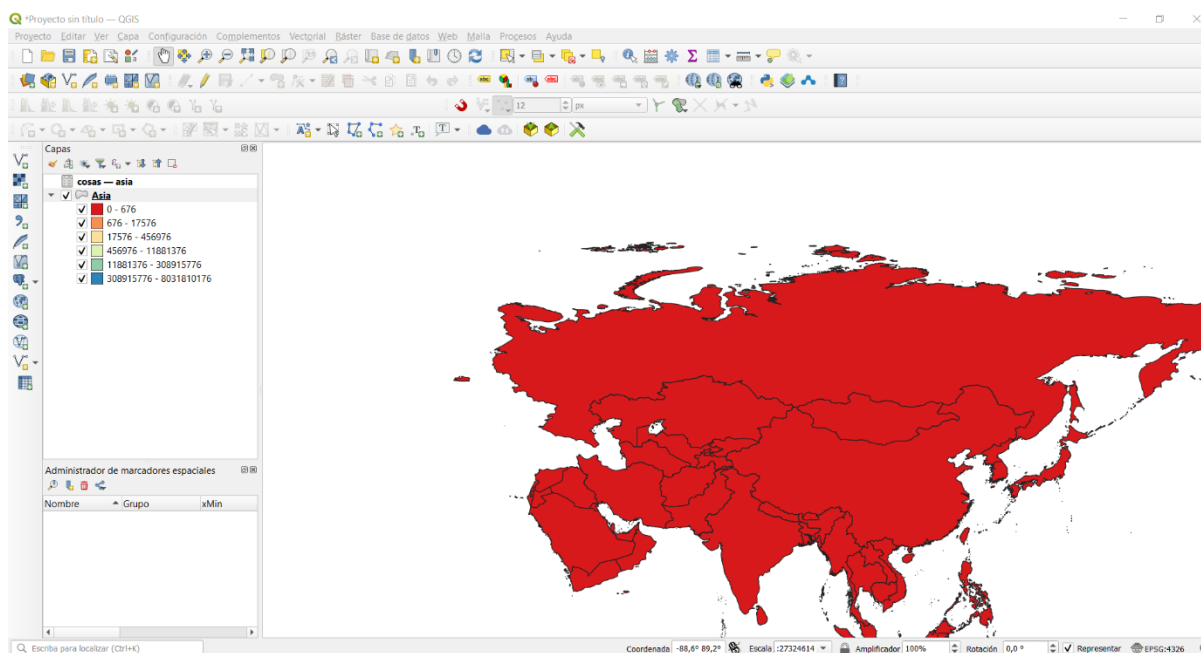 *Proyecto sin título — QGIS
Proyecto Editar Ver Capa Configuración Complementos Vectorial Ráster Base de datos Web Malla Procesos Ayuda
abc abc
12 px
Capas
cosas — asia
Asia
0 - 676
676 - 17576
17576 - 456976
456976 - 11881376
11881376 - 308915776
308915776 - 8031810176
Administrador de marcadores espaciales
Nombre Grupo xMin
Escriba para localizar (Ctrl+K) Coordenada -88,6° 89,2° Escala :27324614 Amplificador 100% Rotación 0,0 ° Representar EPSG:4326